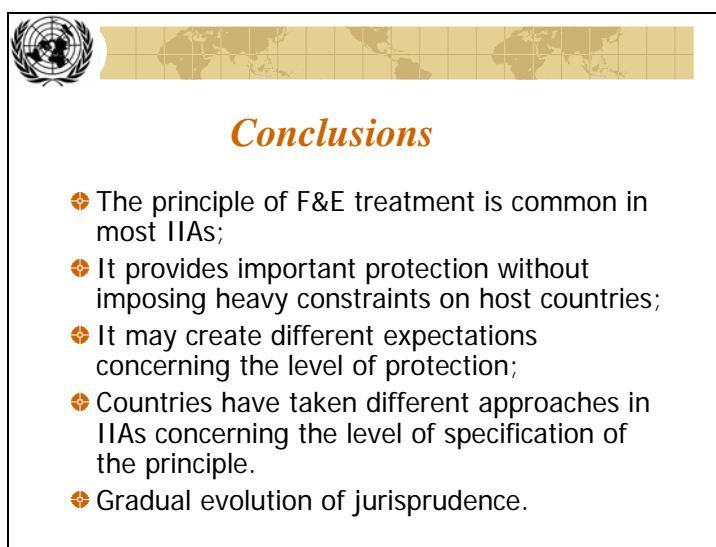 Conclusions
The principle of F&E treatment is common in
most IIAs;
It provides important protection without
imposing heavy constraints on host countries;
It may create different expectations
concerning the level of protection;
Countries have taken different approaches in
IIAs concerning the level of specification of
the principle.
Gradual evolution of jurisprudence.